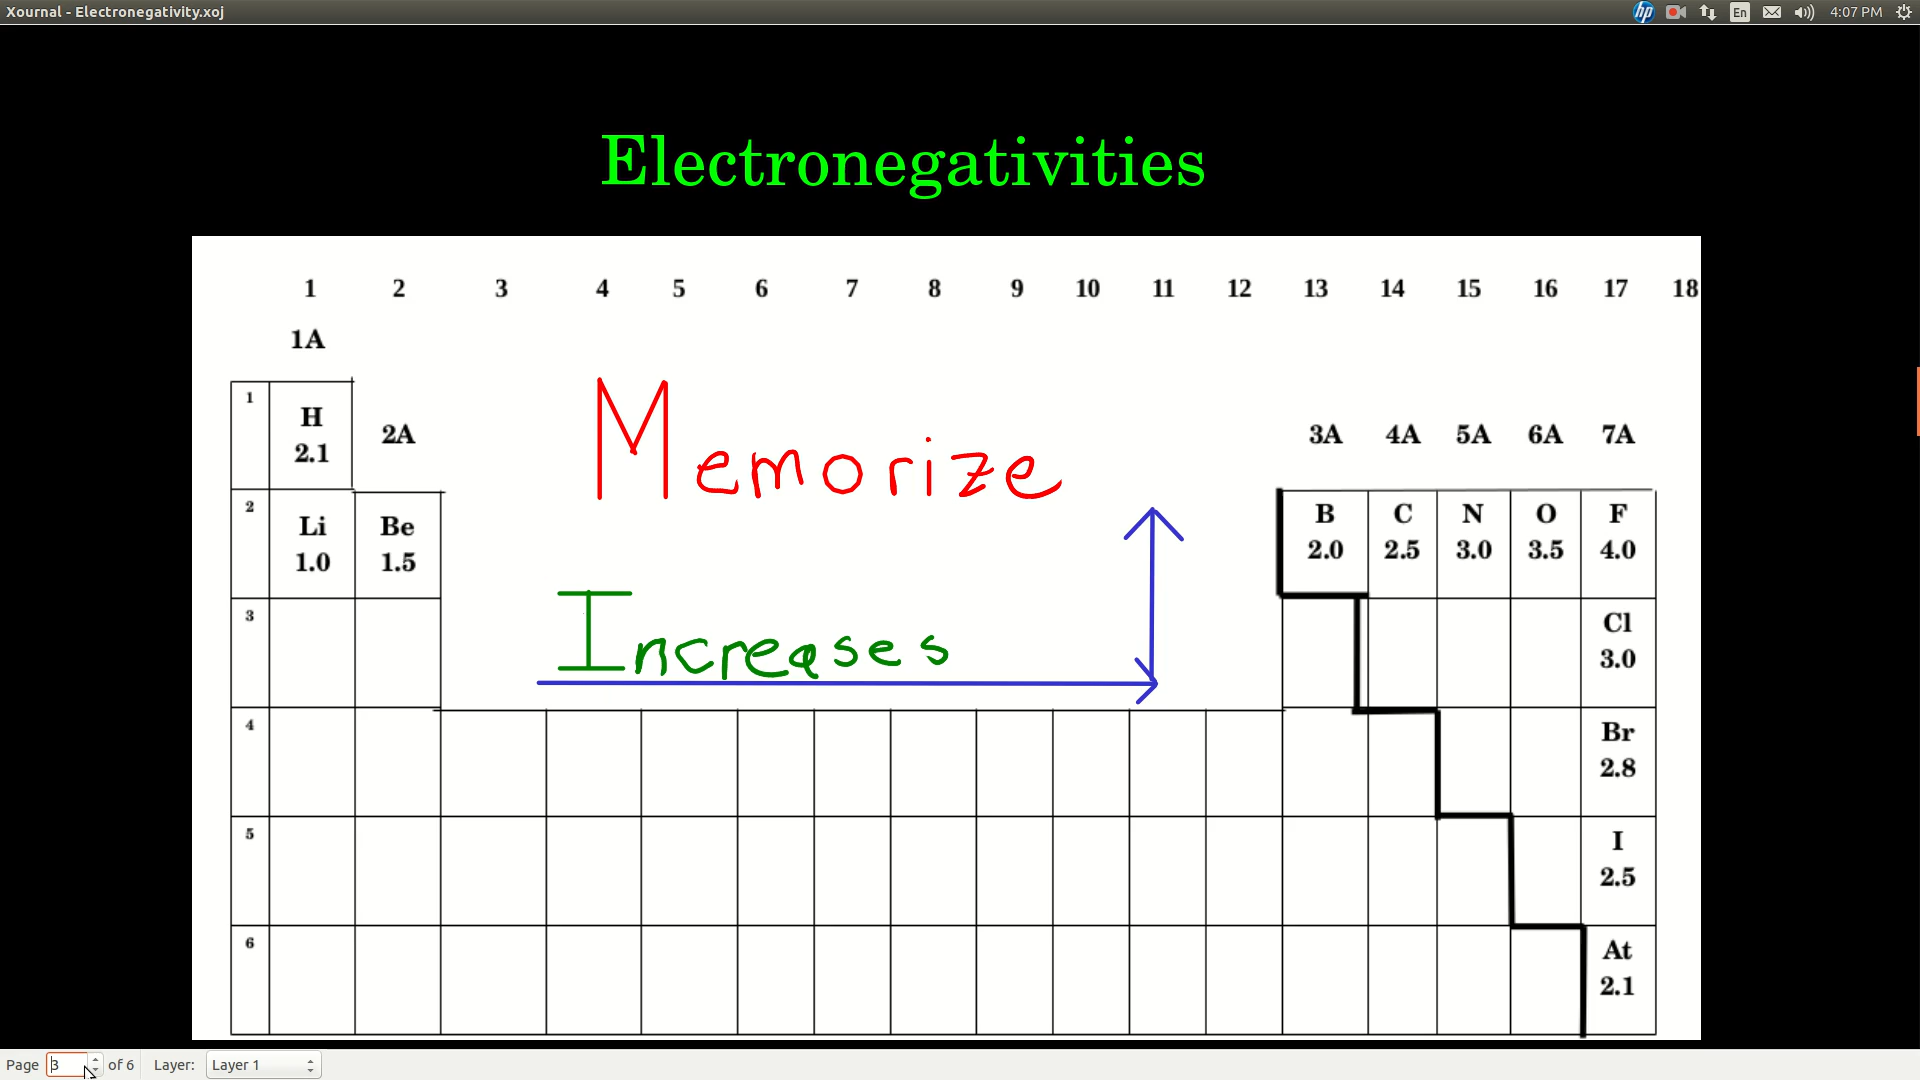 Xournal - Electronegativity.xoj
hp En 4:07 PM
Electronegativities
1 2 3 4 5 6 7 8 9 10 11 12 13 14 15 16 17 18
1A
1
H
2.1
2A
Memorize
3A 4A 5A 6A 7A
2
Li Be B C N O F
1.0 1.5 2.0 2.5 3.0 3.5 4.0
3
Increases
Cl
3.0
4
Br
2.8
5
I
2.5
6
At
2.1
Page 3 of 6 Layer: Layer 1